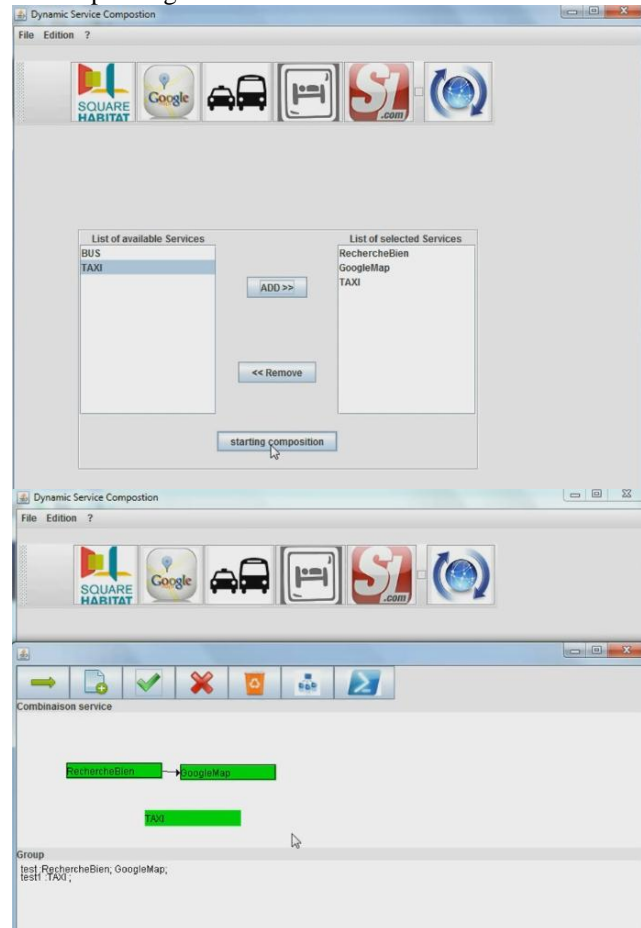 Dynamic Service Compostion
File Edition ?
SQUARE
HABITAT
Google
SL
.com
List of available Services
List of selected Services
BUS
TAXI
RechercheBien
GoogleMap
TAXI
ADD >>
<< Remove
starting composition
Dynamic Service Compostion
File Edition ?
SQUARE
HABITAT
Google
SL
.com
Combinaison service
RechercheBien
GoogleMap
TAXI
Group
test :RechercheBien; GoogleMap;
test1 :TAXI ;